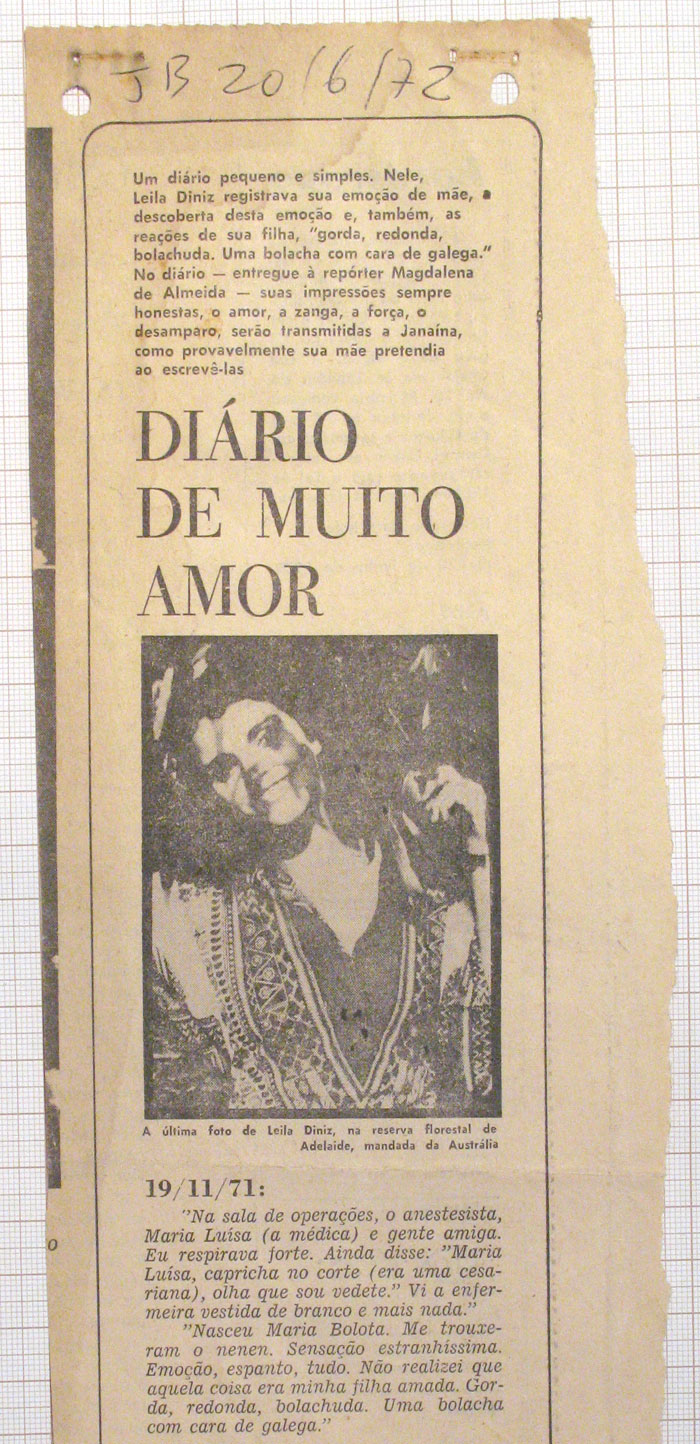 JB 20/6/72
Um diário pequeno e simples. Nele,
Leila Diniz registrava sua emoção de mãe, a
descoberta desta emoção e, também, as
reações de sua filha, "gorda, redonda,
bolachuda. Uma bolacha com cara de galega."
No diário — entregue à repórter Magdalena
de Almeida — suas impressões sempre
honestas, o amor, a zanga, a força, o
desamparo, serão transmitidas a Janaína,
como provavelmente sua mãe pretendia
ao escrevê-las
DIÁRIO
DE MUITO
AMOR
A última foto de Leila Diniz, na reserva florestal de
Adelaide, mandada da Austrália
19/11/71:
"Na sala de operações, o anestesista,
Maria Luísa (a médica) e gente amiga.
Eu respirava forte. Ainda disse: "Maria
Luísa, capricha no corte (era uma cesa-
riana), olha que sou vedete." Vi a enfer-
meira vestida de branco e mais nada."
"Nasceu Maria Bolota. Me trouxe-
ram o nenen. Sensação estranhíssima.
Emoção, espanto, tudo. Não realizei que
aquela coisa era minha filha amada. Gor-
da, redonda, bolachuda. Uma bolacha
com cara de galega."
o